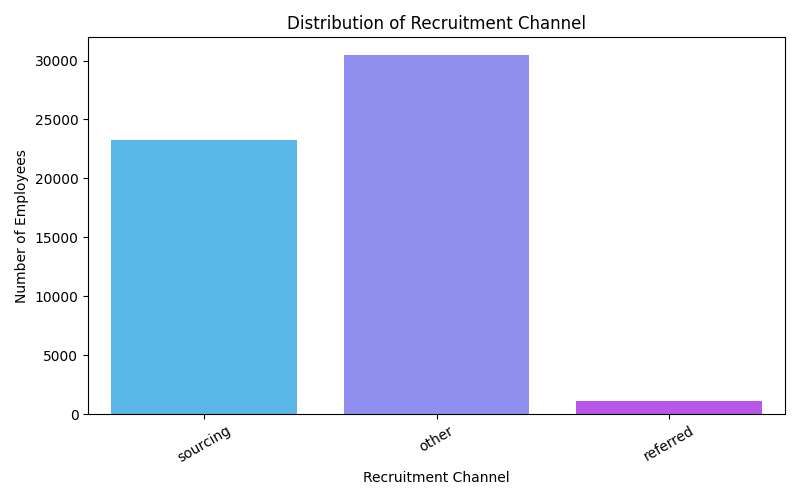 Distribution of Recruitment Channel
Number of Employees
30000
25000
20000
15000
10000
5000
0
sourcing
other
referred
Recruitment Channel